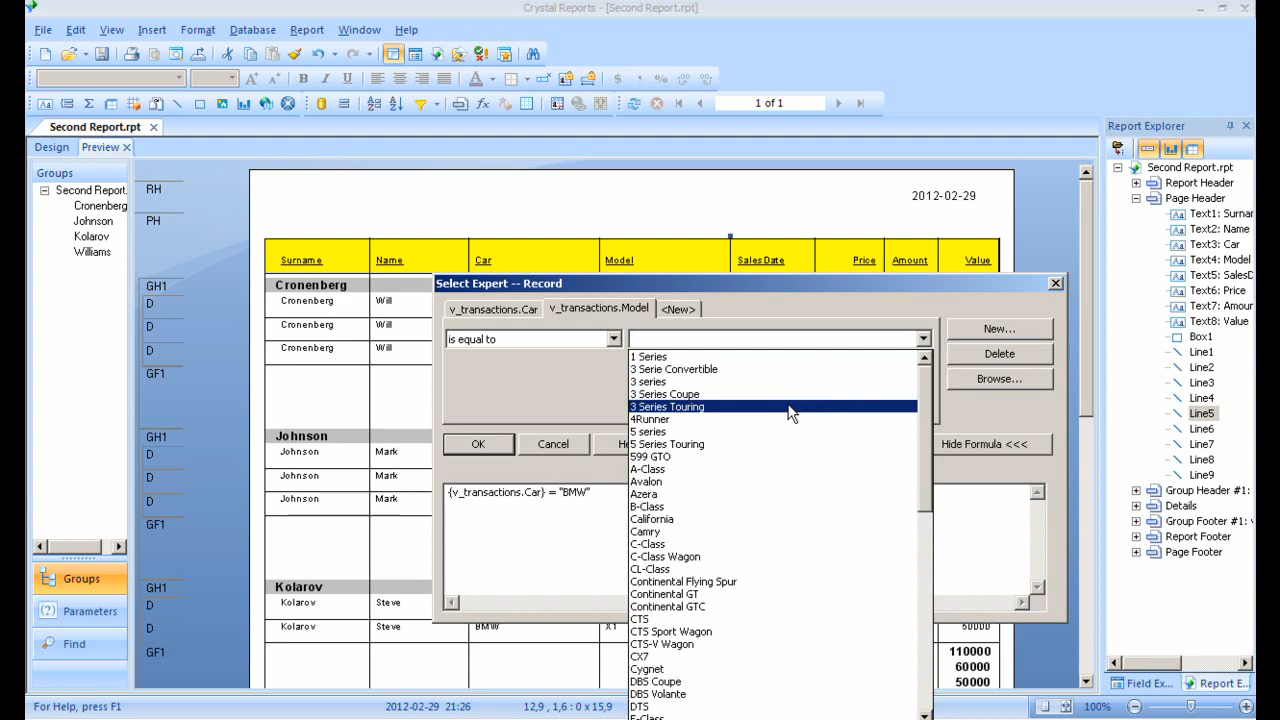 Crystal Reports - [Second Report.rpt]
File Edit View Insert Format Database Report Window Help
1 of 1
Second Report.rpt
Design Preview
Groups
Second Report.
Cronenberg
Johnson
Kolarov
Williams
Groups
Parameters
Find
RH
PH
GH1
D
D
D
GF1
GH1
D
D
D
GF1
GH1
D
D
GF1
2012-02-29
Surname Name Car Model SalesDate Price Amount Value
Cronenberg
Cronenberg Will
Cronenberg Will
Cronenberg Will
Johnson
Johnson Mark
Johnson Mark
Johnson Mark
Kolarov
Kolarov Steve
Kolarov Steve BMW X1 50000
110000
60000
50000
Select Expert -- Record
v_transactions.Car v_transactions.Model <New>
is equal to
New...
Delete
Browse...
OK Cancel He Hide Formula <<<
{v_transactions.Car} = "BMW"
1 Series
3 Serie Convertible
3 series
3 Series Coupe
3 Series Touring
4Runner
5 series
5 Series Touring
599 GTO
A-Class
Avalon
Azera
B-Class
California
Camry
C-Class
C-Class Wagon
CL-Class
Continental Flying Spur
Continental GT
Continental GTC
CTS
CTS Sport Wagon
CTS-V Wagon
CX7
Cygnet
DBS Coupe
DBS Volante
DTS
E-Class
Report Explorer
Second Report.rpt
Report Header
Page Header
Text1: Surnar
Text2: Name
Text3: Car
Text4: Model
Text5: SalesD
Text6: Price
Text7: Amour
Text8: Value
Box1
Line1
Line2
Line3
Line4
Line5
Line6
Line7
Line8
Line9
Group Header #1:
Details
Group Footer #1: v
Report Footer
Page Footer
Field Ex... Report E...
For Help, press F1 2012-02-29 21:26 12,9 , 1,6 : 0 x 15,9 100%